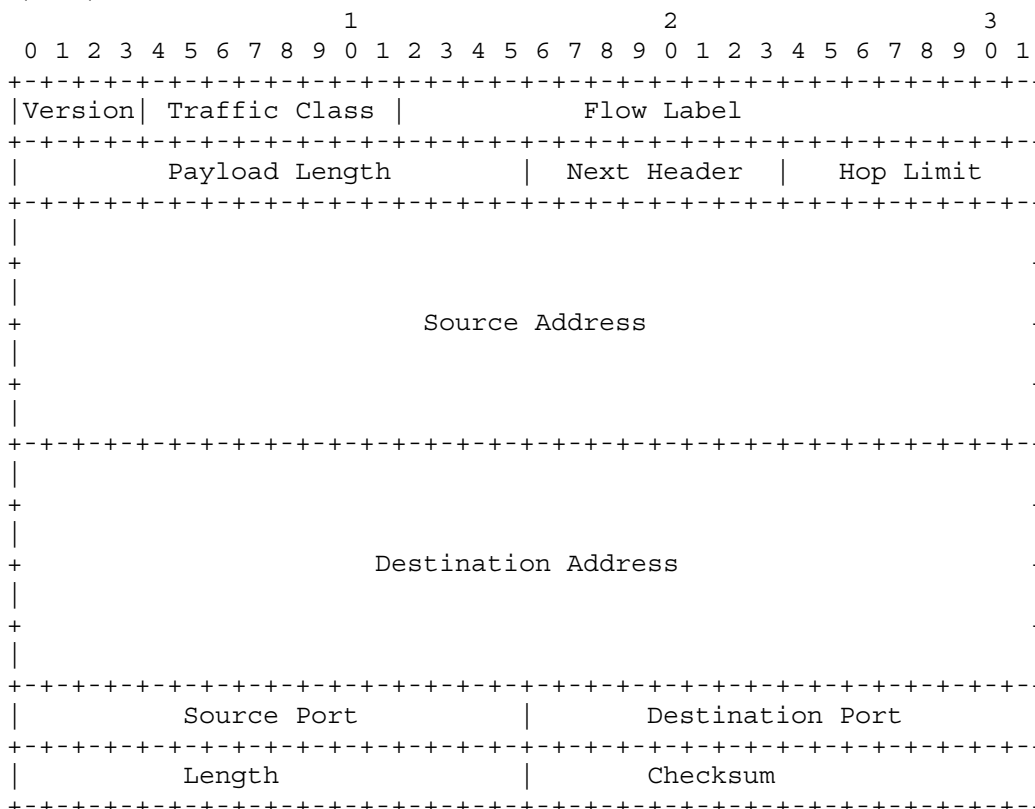 1 2 3
0 1 2 3 4 5 6 7 8 9 0 1 2 3 4 5 6 7 8 9 0 1 2 3 4 5 6 7 8 9 0 1
+-+-+-+-+-+-+-+-+-+-+-+-+-+-+-+-+-+-+-+-+-+-+-+-+-+-+-+-+-+-+-+-
|Version| Traffic Class | Flow Label
+-+-+-+-+-+-+-+-+-+-+-+-+-+-+-+-+-+-+-+-+-+-+-+-+-+-+-+-+-+-+-+-
| Payload Length | Next Header | Hop Limit
+-+-+-+-+-+-+-+-+-+-+-+-+-+-+-+-+-+-+-+-+-+-+-+-+-+-+-+-+-+-+-+-
|
+ -
|
+ Source Address -
|
+ -
|
+-+-+-+-+-+-+-+-+-+-+-+-+-+-+-+-+-+-+-+-+-+-+-+-+-+-+-+-+-+-+-+-
|
+ -
|
+ Destination Address -
|
+ -
|
+-+-+-+-+-+-+-+-+-+-+-+-+-+-+-+-+-+-+-+-+-+-+-+-+-+-+-+-+-+-+-+-
| Source Port | Destination Port
+-+-+-+-+-+-+-+-+-+-+-+-+-+-+-+-+-+-+-+-+-+-+-+-+-+-+-+-+-+-+-+-
| Length | Checksum
+-+-+-+-+-+-+-+-+-+-+-+-+-+-+-+-+-+-+-+-+-+-+-+-+-+-+-+-+-+-+-+-